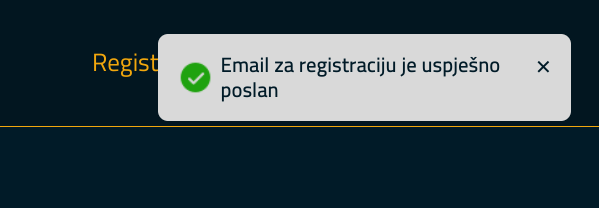 Regist
Email za registraciju je uspješno
poslan